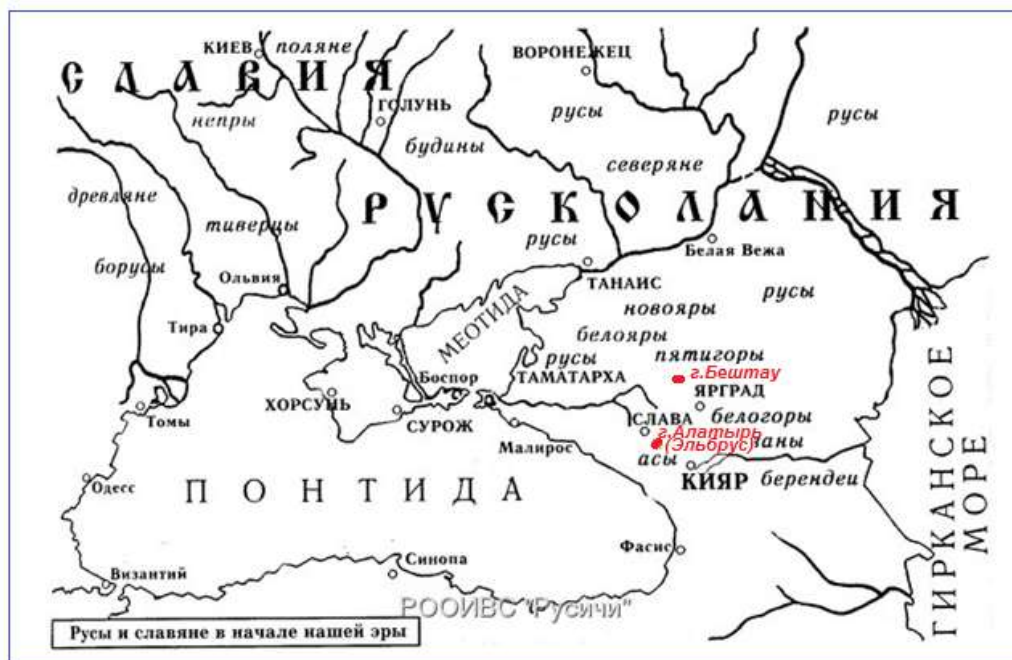 КИЕВ
поляне
ВОРОНЕЖЕЦ
СЛАВИЯ
ГОЛУНЬ
непры
русы
русы
будины
северяне
древляне
РУСКОЛАНИЯ
тиверцы
русы
Белая Вежа
борусы
Ольвия
ТАНАИС
МЕОТИДА
новояры
русы
Тира
белояры
русы
пятигоры
Боспор
ТАМАТАРХА
г.Бештау
ХОРСУНЬ
ЯРГРАД
Томы
СУРОЖ
СЛАВА
белогоры
Малирос
г.Алатырь
(Эльбрус)
асы
Одесс
ПОНТИДА
КИЯР
берендеи
ГИРКАНСКОЕ
МОРЕ
Фасис
Византий
Синопа
РООИВС "Русичи"
Русы и славяне в начале нашей эры